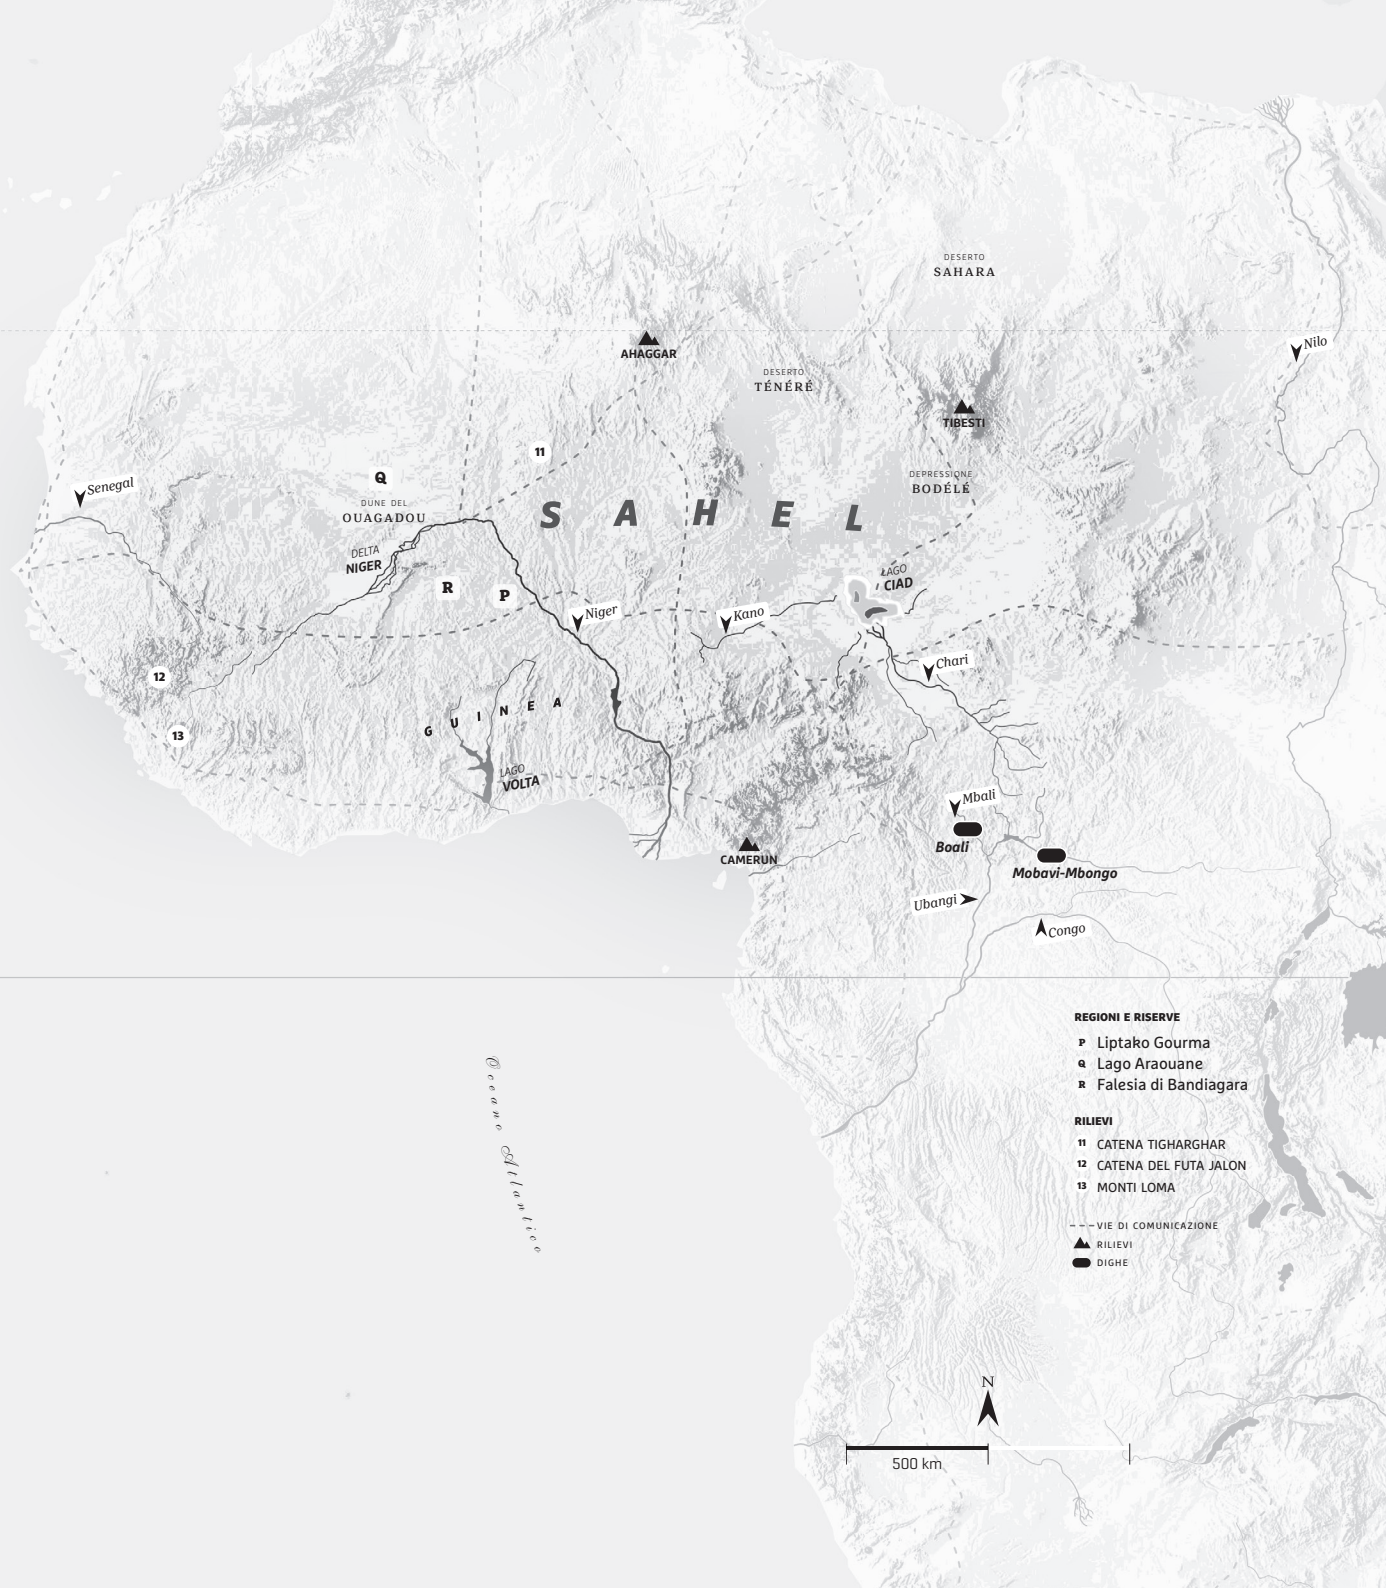 DESERTO
SAHARA
Nilo
AHAGGAR
DESERTO
TÉNÉRÉ
TIBESTI
11
Q
Senegal
DUNE DEL
OUAGADOU
DEPRESSIONE
BODÉLÉ
SAHEL
DELTA
NIGER
LAGO
CIAD
R
P
Niger
Kano
Chari
12
GUINEA
13
LAGO
VOLTA
Mbali
Boali
CAMERUN
Mobavi-Mbongo
Ubangi
Congo
Oceano Atlantico
REGIONI E RISERVE
P Liptako Gourma
Q Lago Araouane
R Falesia di Bandiagara
RILIEVI
11 CATENA TIGHARGHAR
12 CATENA DEL FUTA JALON
13 MONTI LOMA
VIE DI COMUNICAZIONE
RILIEVI
DIGHE
N
500 km